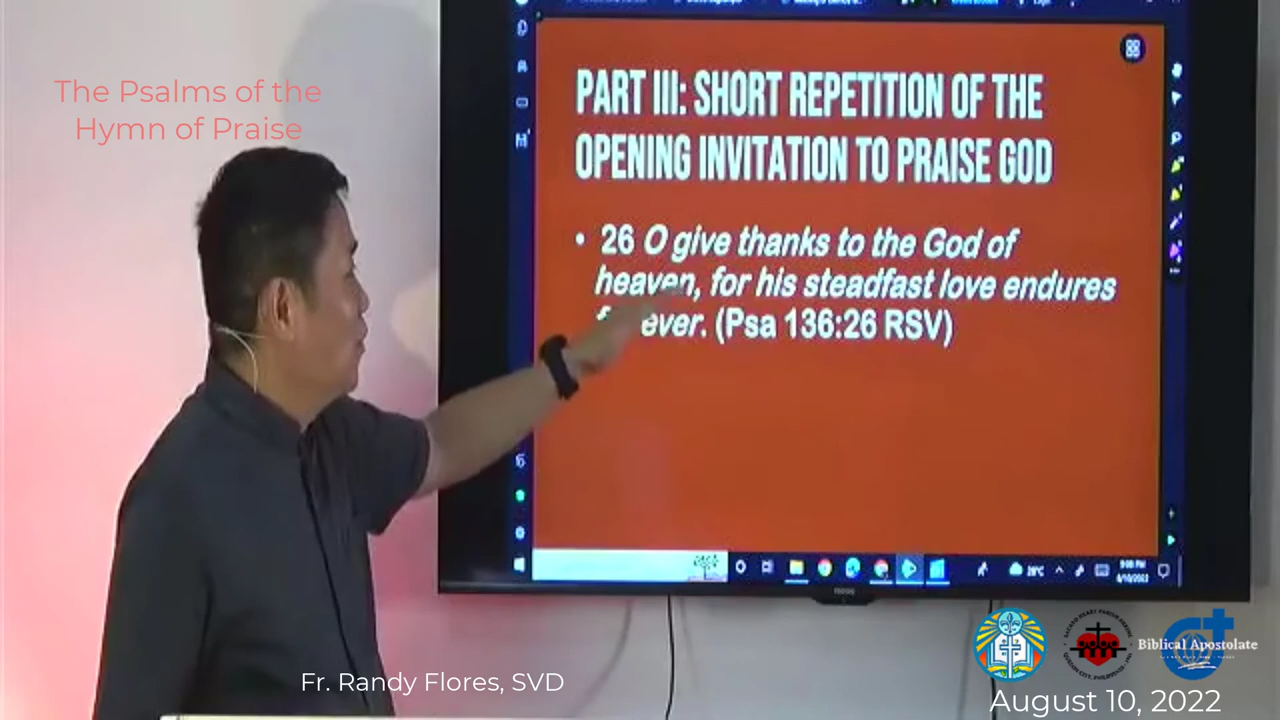 The Psalms of the
Hymn of Praise
PART III: SHORT REPETITION OF THE
OPENING INVITATION TO PRAISE GOD
• 26 O give thanks to the God of
heaven, for his steadfast love endures
forever. (Psa 136:26 RSV)
Fr. Randy Flores, SVD
Biblical Apostolate
August 10, 2022